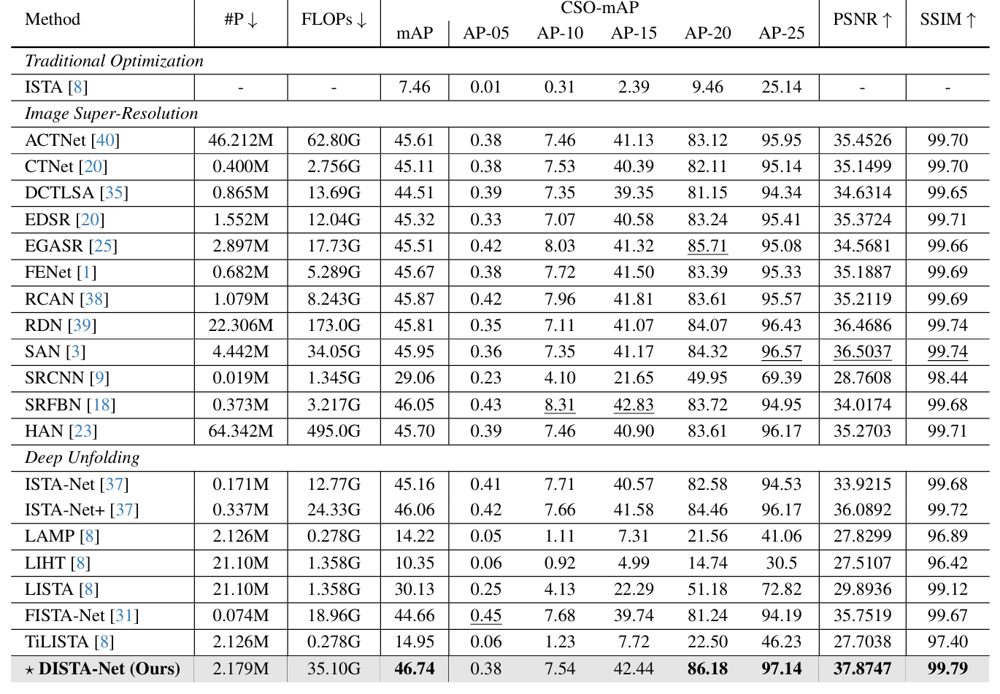 Method #P ↓ FLOPs ↓ CSO-mAP PSNR ↑ SSIM ↑
mAP AP-05 AP-10 AP-15 AP-20 AP-25
Traditional Optimization
ISTA [8] - - 7.46 0.01 0.31 2.39 9.46 25.14 - -
Image Super-Resolution
ACTNet [40] 46.212M 62.80G 45.61 0.38 7.46 41.13 83.12 95.95 35.4526 99.70
CTNet [20] 0.400M 2.756G 45.11 0.38 7.53 40.39 82.11 95.14 35.1499 99.70
DCTLSA [35] 0.865M 13.69G 44.51 0.39 7.35 39.35 81.15 94.34 34.6314 99.65
EDSR [20] 1.552M 12.04G 45.32 0.33 7.07 40.58 83.24 95.41 35.3724 99.71
EGASR [25] 2.897M 17.73G 45.51 0.42 8.03 41.32 85.71 95.08 34.5681 99.66
FENet [1] 0.682M 5.289G 45.67 0.38 7.72 41.50 83.39 95.33 35.1887 99.69
RCAN [38] 1.079M 8.243G 45.87 0.42 7.96 41.81 83.61 95.57 35.2119 99.69
RDN [39] 22.306M 173.0G 45.81 0.35 7.11 41.07 84.07 96.43 36.4686 99.74
SAN [3] 4.442M 34.05G 45.95 0.36 7.35 41.17 84.32 96.57 36.5037 99.74
SRCNN [9] 0.019M 1.345G 29.06 0.23 4.10 21.65 49.95 69.39 28.7608 98.44
SRFBN [18] 0.373M 3.217G 46.05 0.43 8.31 42.83 83.72 94.95 34.0174 99.68
HAN [23] 64.342M 495.0G 45.70 0.39 7.46 40.90 83.61 96.17 35.2703 99.71
Deep Unfolding
ISTA-Net [37] 0.171M 12.77G 45.16 0.41 7.71 40.57 82.58 94.53 33.9215 99.68
ISTA-Net+ [37] 0.337M 24.33G 46.06 0.42 7.66 41.58 84.46 96.17 36.0892 99.72
LAMP [8] 2.126M 0.278G 14.22 0.05 1.11 7.31 21.56 41.06 27.8299 96.89
LIHT [8] 21.10M 1.358G 10.35 0.06 0.92 4.99 14.74 30.5 27.5107 96.42
LISTA [8] 21.10M 1.358G 30.13 0.25 4.13 22.29 51.18 72.82 29.8936 99.12
FISTA-Net [31] 0.074M 18.96G 44.66 0.45 7.68 39.74 81.24 94.19 35.7519 99.67
TiLISTA [8] 2.126M 0.278G 14.95 0.06 1.23 7.72 22.50 46.23 27.7038 97.40
⋆ DISTA-Net (Ours) 2.179M 35.10G 46.74 0.38 7.54 42.44 86.18 97.14 37.8747 99.79